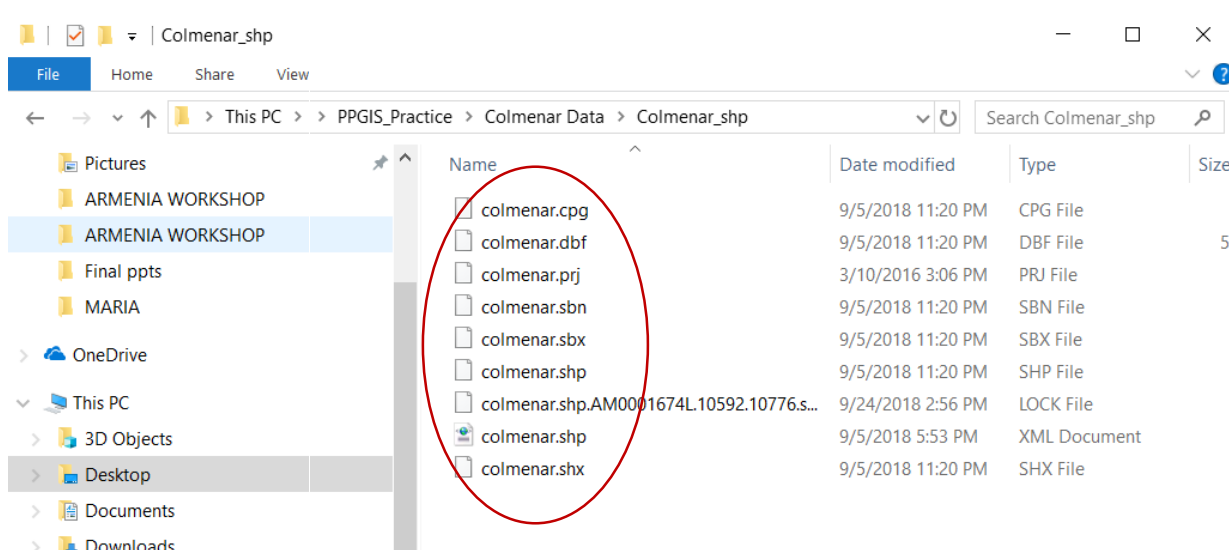 Colmenar_shp
File Home Share View
This PC PPGIS_Practice Colmenar Data Colmenar_shp Search Colmenar_shp
Pictures
ARMENIA WORKSHOP
ARMENIA WORKSHOP
Final ppts
MARIA
OneDrive
This PC
3D Objects
Desktop
Documents
Downloads
Name Date modified Type Size
colmenar.cpg 9/5/2018 11:20 PM CPG File
colmenar.dbf 9/5/2018 11:20 PM DBF File 5
colmenar.prj 3/10/2016 3:06 PM PRJ File
colmenar.sbn 9/5/2018 11:20 PM SBN File
colmenar.sbx 9/5/2018 11:20 PM SBX File
colmenar.shp 9/5/2018 11:20 PM SHP File
colmenar.shp.AM0001674L.10592.10776.s... 9/24/2018 2:56 PM LOCK File
colmenar.shp 9/5/2018 5:53 PM XML Document
colmenar.shx 9/5/2018 11:20 PM SHX File